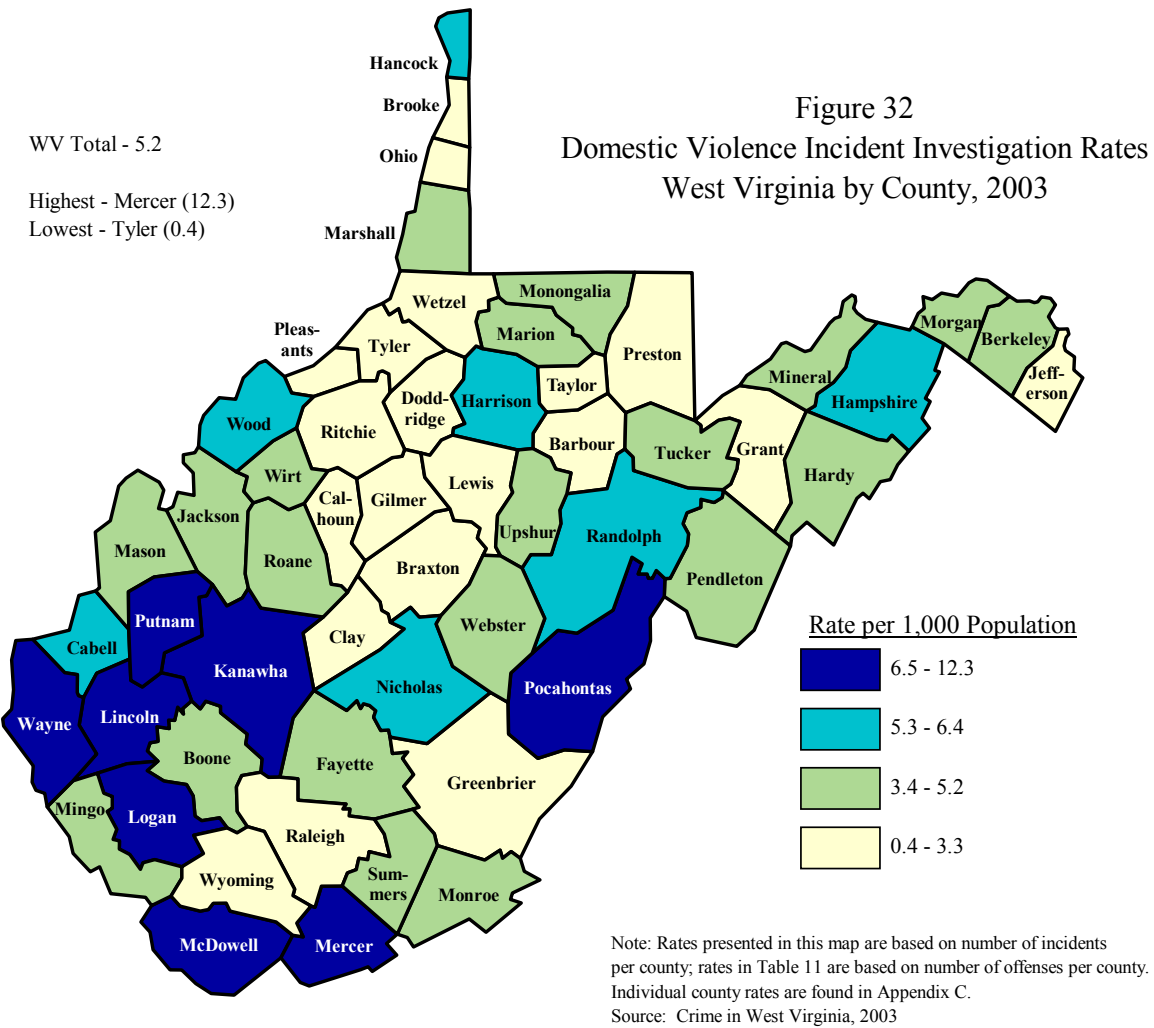 Figure 32
Domestic Violence Incident Investigation Rates
West Virginia by County, 2003
WV Total - 5.2
Highest - Mercer (12.3)
Lowest - Tyler (0.4)
Hancock
Brooke
Ohio
Marshall
Wetzel
Monongalia
Marion
Pleas-
ants
Tyler
Preston
Morgan
Berkeley
Jeff-
erson
Mineral
Hampshire
Taylor
Dodd-
ridge
Harrison
Wood
Ritchie
Barbour
Tucker
Grant
Hardy
Wirt
Cal-
houn
Gilmer
Lewis
Upshur
Randolph
Jackson
Mason
Roane
Braxton
Pendleton
Putnam
Cabell
Clay
Webster
Kanawha
Nicholas
Pocahontas
Wayne
Lincoln
Boone
Fayette
Greenbrier
Mingo
Logan
Raleigh
Wyoming
Sum-
mers
Monroe
McDowell
Mercer
Rate per 1,000 Population
6.5 - 12.3
5.3 - 6.4
3.4 - 5.2
0.4 - 3.3
Note: Rates presented in this map are based on number of incidents
per county; rates in Table 11 are based on number of offenses per county.
Individual county rates are found in Appendix C.
Source:  Crime in West Virginia, 2003